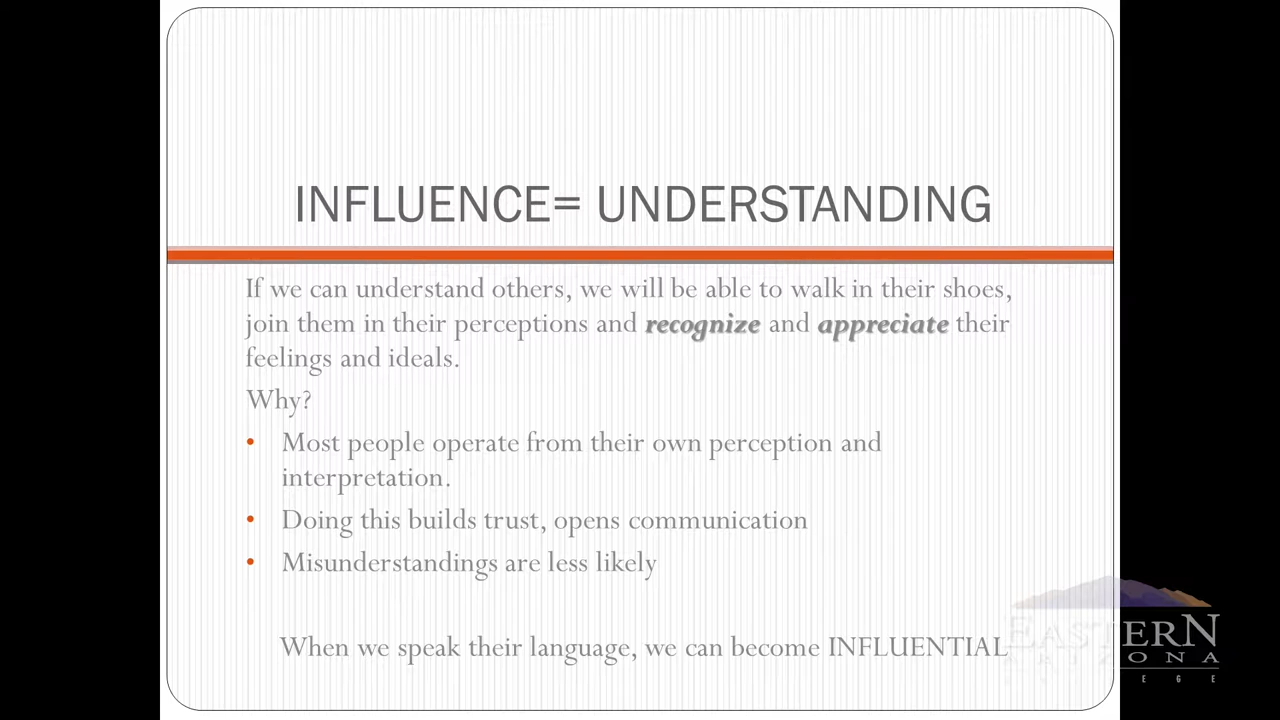 INFLUENCE= UNDERSTANDING
If we can understand others, we will be able to walk in their shoes,
join them in their perceptions and recognize and appreciate their
feelings and ideals.
Why?
• Most people operate from their own perception and
interpretation.
• Doing this builds trust, opens communication
• Misunderstandings are less likely
When we speak their language, we can become INFLUENTIAL
EASTERN
ARIZONA